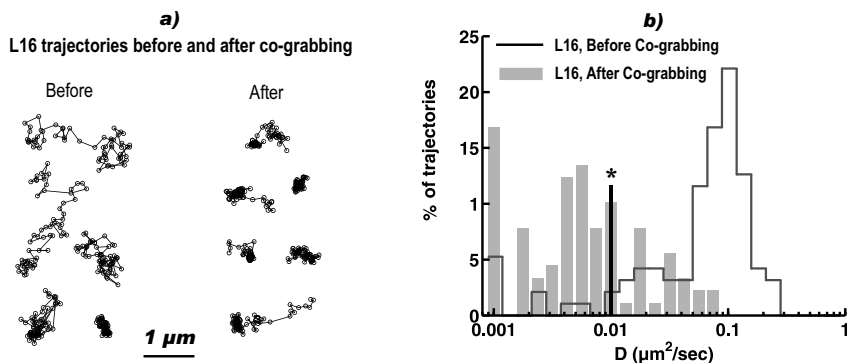 a)
L16 trajectories before and after co-grabbing
Before
After
1 µm
b)
L16, Before Co-grabbing
L16, After Co-grabbing
% of trajectories
25
20
15
1
5
0
*
0.001
0.01
0.1
1
D (µm²/sec)